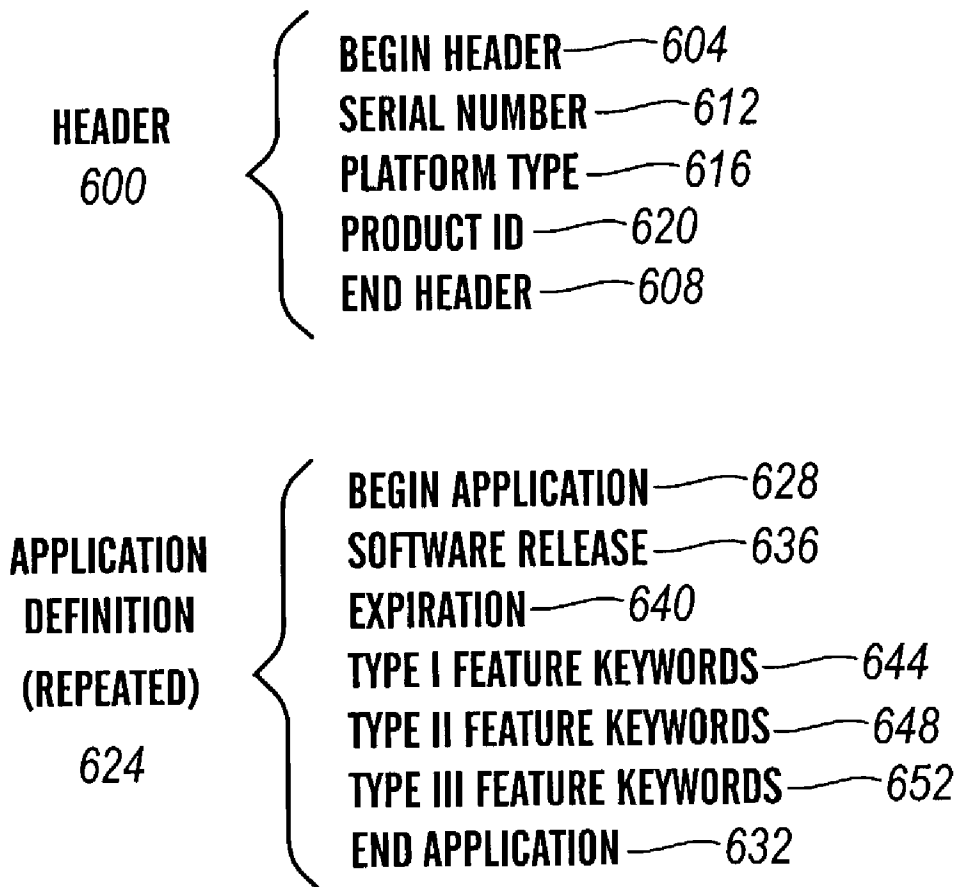 HEADER
600
BEGIN HEADER 604
SERIAL NUMBER 612
PLATFORM TYPE 616
PRODUCT ID 620
END HEADER 608
APPLICATION
DEFINITION
(REPEATED)
624
BEGIN APPLICATION 628
SOFTWARE RELEASE 636
EXPIRATION 640
TYPE I FEATURE KEYWORDS 644
TYPE II FEATURE KEYWORDS 648
TYPE III FEATURE KEYWORDS 652
END APPLICATION 632